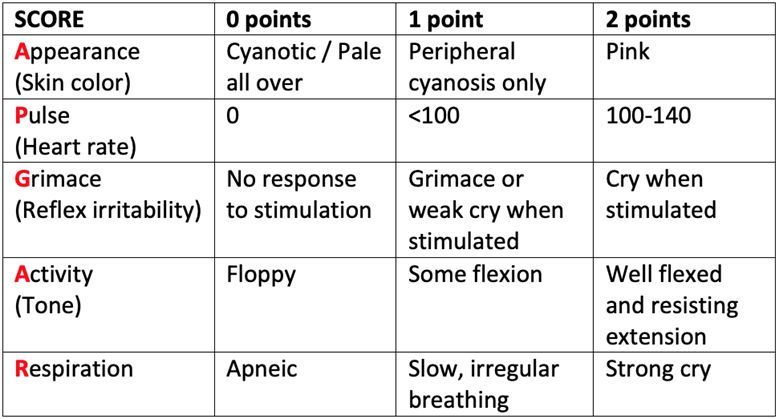 SCORE 0 points 1 point 2 points
Appearance Cyanotic / Pale Peripheral Pink
(Skin color) all over cyanosis only
Pulse 0 <100 100-140
(Heart rate)
Grimace No response Grimace or Cry when
(Reflex irritability) to stimulation weak cry when stimulated
stimulated
Activity Floppy Some flexion Well flexed
(Tone) and resisting
extension
Respiration Apneic Slow, irregular Strong cry
breathing